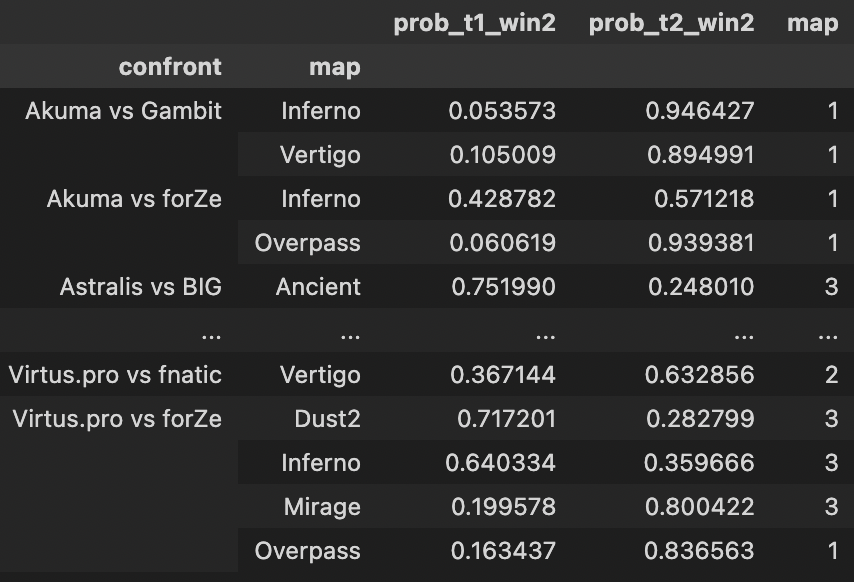 prob_t1_win2 prob_t2_win2 map
confront map
Akuma vs Gambit Inferno 0.053573 0.946427 1
Vertigo 0.105009 0.894991 1
Akuma vs forZe Inferno 0.428782 0.571218 1
Overpass 0.060619 0.939381 1
Astralis vs BIG Ancient 0.751990 0.248010 3
... ... ... ... ...
Virtus.pro vs fnatic Vertigo 0.367144 0.632856 2
Virtus.pro vs forZe Dust2 0.717201 0.282799 3
Inferno 0.640334 0.359666 3
Mirage 0.199578 0.800422 3
Overpass 0.163437 0.836563 1